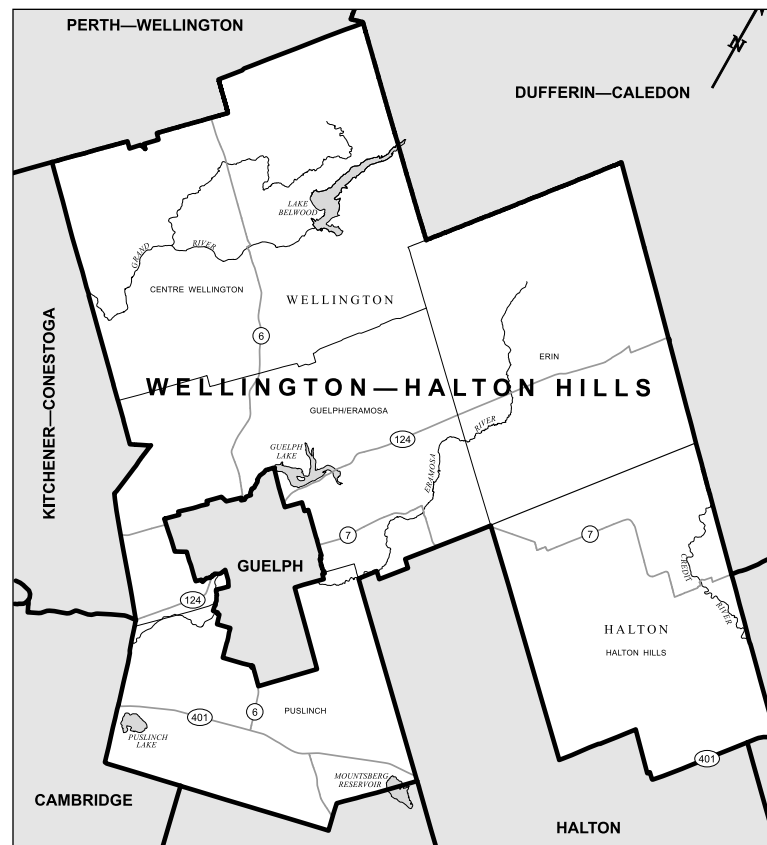 PERTH—WELLINGTON
N
DUFFERIN—CALEDON
LAKE
BELWOOD
GRAND
RIVER
CENTRE WELLINGTON
WELLINGTON
6
KITCHENER—CONESTOGA
ERIN
WELLINGTON—HALTON HILLS
GUELPH/ERAMOSA
RIVER
124
GUELPH
LAKE
ERAMOSA
7
7
GUELPH
CREDIT
RIVER
124
HALTON
HALTON HILLS
6
PUSLINCH
401
PUSLINCH
LAKE
401
MOUNTSBERG
RESERVOIR
CAMBRIDGE
HALTON